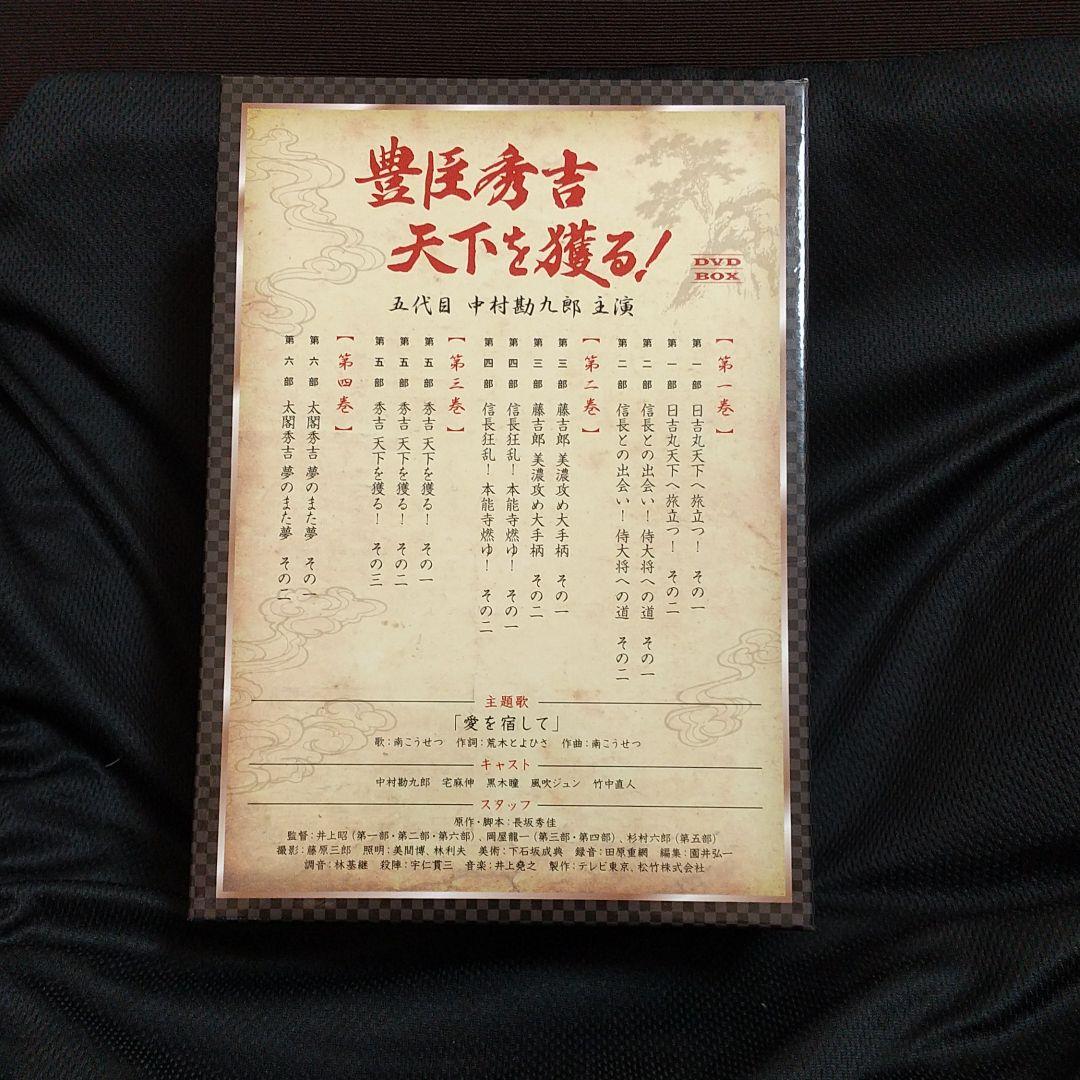 豊臣秀吉
天下を獲る!
DVD
BOX
五代目 中村勘九郎 主演
【第一巻】
第一部 日吉丸天下へ旅立つ! その一
第一部 日吉丸天下へ旅立つ! その二
第二部 信長との出会い!侍大将への道 その一
第二部 信長との出会い!侍大将への道 その二
【第二巻】
第三部 藤吉郎 美濃攻め大手柄 その一
第三部 藤吉郎 美濃攻め大手柄 その二
第四部 信長狂乱!本能寺燃ゆ! その一
第四部 信長狂乱!本能寺燃ゆ! その二
【第三巻】
第五部 秀吉 天下を獲る! その一
第五部 秀吉 天下を獲る! その二
第五部 秀吉 天下を獲る! その三
【第四巻】
第六部 太閤秀吉 夢のまた夢 その一
第六部 太閤秀吉 夢のまた夢 その二
主題歌
「愛を宿して」
歌:南こうせつ 作詞:荒木とよひさ 作曲:南こうせつ
キャスト
中村勘九郎 宅麻伸 黒木瞳 風吹ジュン 竹中直人
スタッフ
原作・脚本:長坂秀佳
監督:井上昭(第一部・第二部・第六部)、岡屋龍一(第三部・第四部)、杉村六郎(第五部)
撮影:藤原三郎 照明:美間博、林利夫 美術:下石坂成典 録音:田原重綱 編集:園井弘一
調音:林基継 殺陣:宇仁貫三 音楽:井上堯之 製作:テレビ東京、松竹株式会社